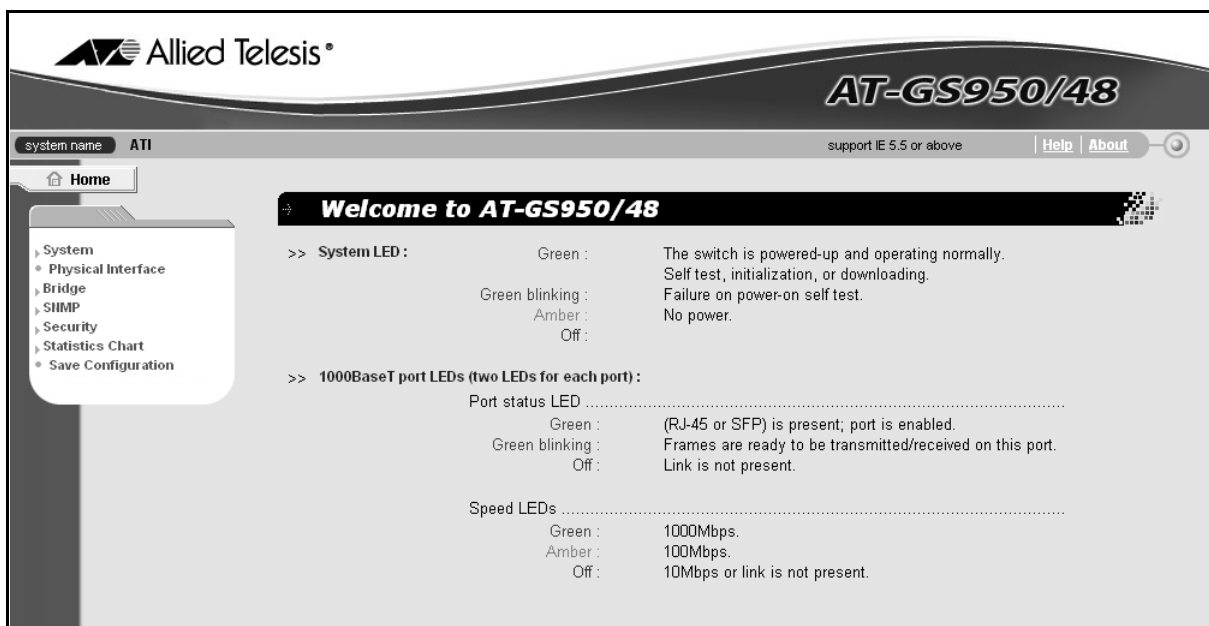 Allied Telesis®
AT-GS950/48
system name ATI support IE 5.5 or above Help About
Home
Welcome to AT-GS950/48
System
Physical Interface
Bridge
SNMP
Security
Statistics Chart
Save Configuration
>> System LED : Green : The switch is powered-up and operating normally.
Self test, initialization, or downloading.
Green blinking : Failure on power-on self test.
Amber : No power.
Off :
>> 1000BaseT port LEDs (two LEDs for each port) :
Port status LED ........................................................................
Green : (RJ-45 or SFP) is present; port is enabled.
Green blinking : Frames are ready to be transmitted/received on this port.
Off : Link is not present.
Speed LEDs ........................................................................
Green : 1000Mbps.
Amber : 100Mbps.
Off : 10Mbps or link is not present.